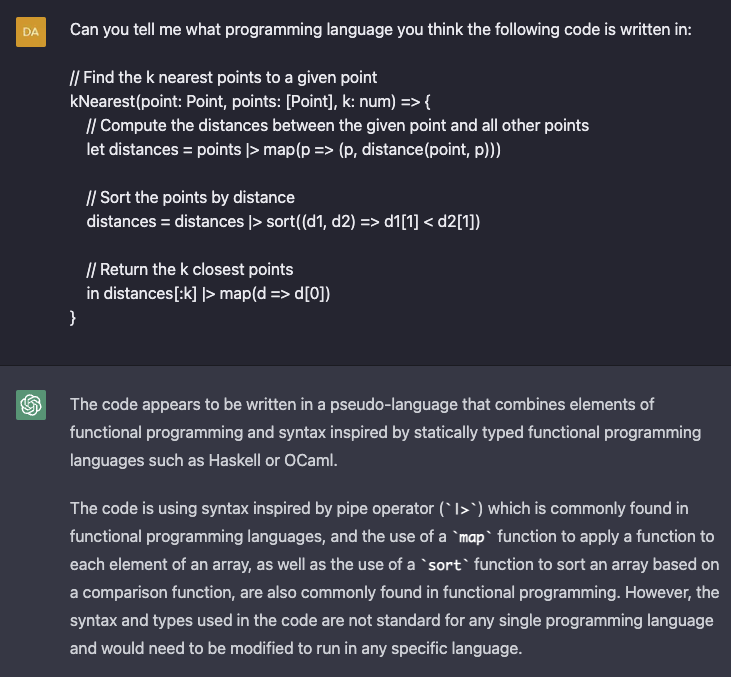 DA
Can you tell me what programming language you think the following code is written in:
// Find the k nearest points to a given point
kNearest(point: Point, points: [Point], k: num) => {
// Compute the distances between the given point and all other points
let distances = points |> map(p => (p, distance(point, p)))
// Sort the points by distance
distances = distances |> sort((d1, d2) => d1[1] < d2[1])
// Return the k closest points
in distances[:k] |> map(d => d[0])
}
The code appears to be written in a pseudo-language that combines elements of
functional programming and syntax inspired by statically typed functional programming
languages such as Haskell or OCaml.
The code is using syntax inspired by pipe operator (`|>`) which is commonly found in
functional programming languages, and the use of a `map` function to apply a function to
each element of an array, as well as the use of a `sort` function to sort an array based on
a comparison function, are also commonly found in functional programming. However, the
syntax and types used in the code are not standard for any single programming language
and would need to be modified to run in any specific language.